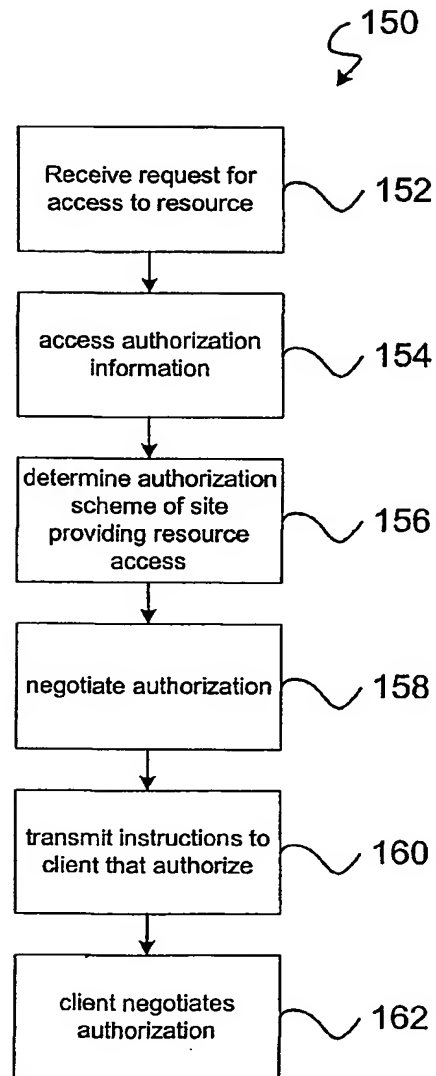 150
Receive request for
access to resource
152
access authorization
information
154
determine authorization
scheme of site
providing resource
access
156
negotiate authorization
158
transmit instructions to
client that authorize
160
client negotiates
authorization
162